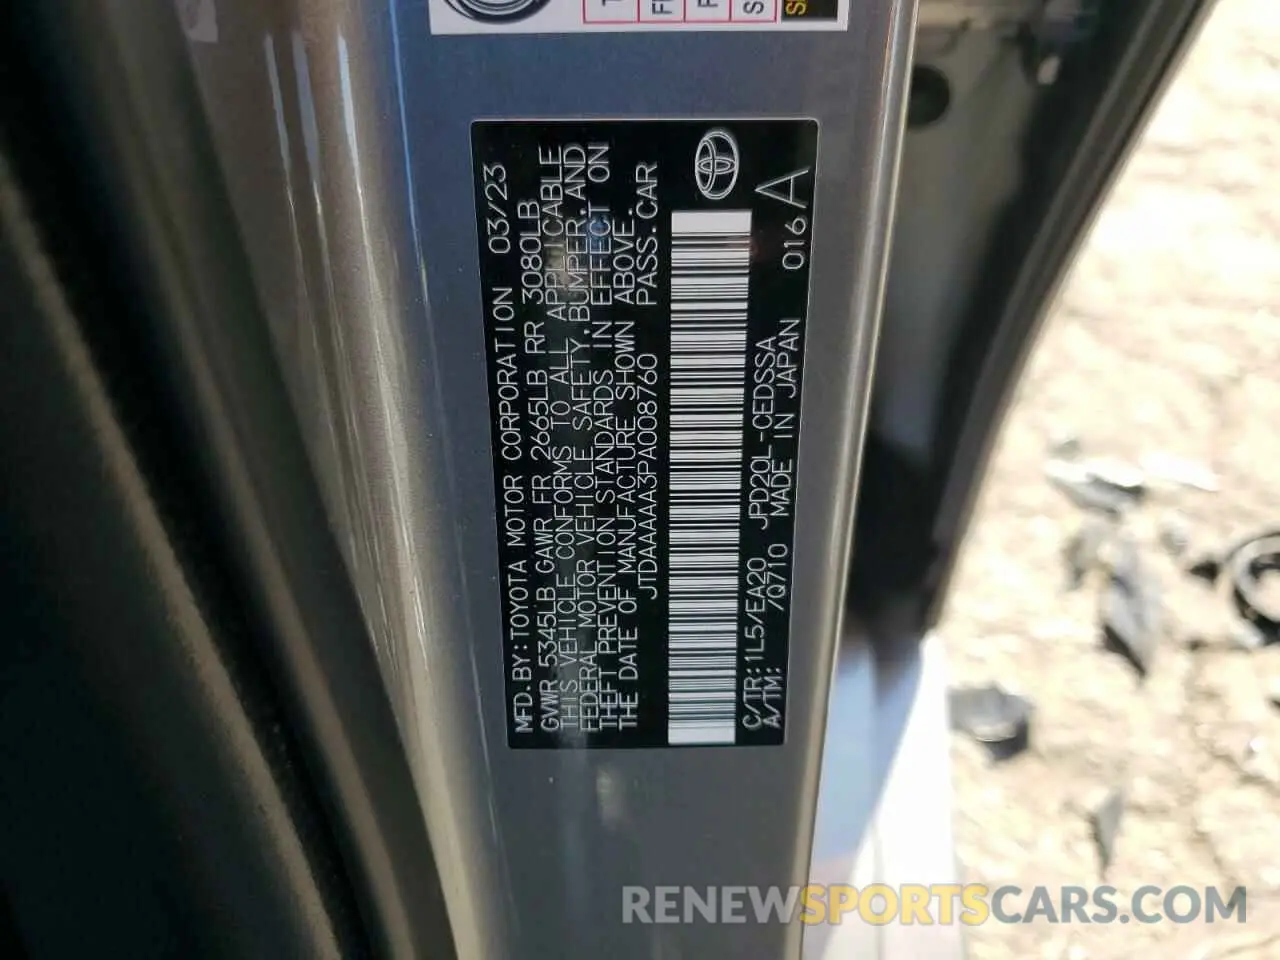 MFD.BY:TOYOTA MOTOR CORPORATION 03/23
GVWR 5345LB GAWR FR 2665LB RR 3080LB
THIS VEHICLE CONFORMS TO ALL APPLICABLE
FEDERAL MOTOR VEHICLE SAFETY,BUMPER,AND
THEFT PREVENTION STANDARDS IN EFFECT ON
THE DATE OF MANUFACTURE SHOWN ABOVE.
JTDAAAAA3PA008760 PASS.CAR
C/TR:1L5/EA20 JPD20L-CEDSSA 016 A
A/TM: /Q710 MADE IN JAPAN
RENEWSPORTSCARS.COM